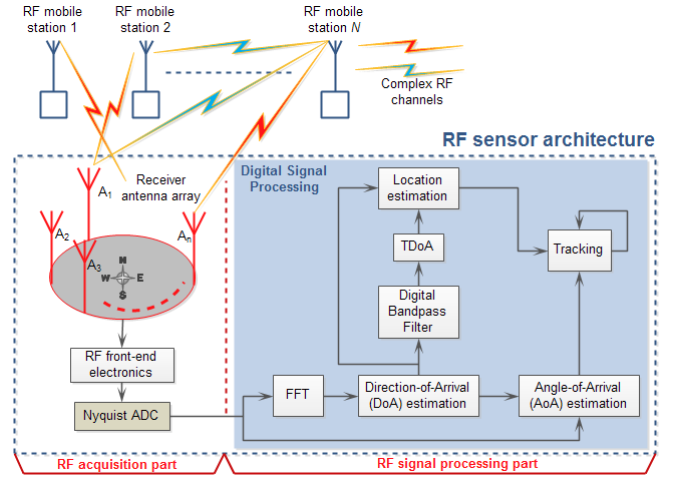 RF mobile
station 1
RF mobile
station 2
RF mobile
station N
Complex RF
channels
RF sensor architecture
A1
Receiver
antenna array
A2
A3
An
N
W
E
S
RF front-end
electronics
Nyquist ADC
Digital Signal
Processing
Location
estimation
TDoA
Tracking
Digital
Bandpass
Filter
FFT
Direction-of-Arrival
(DoA) estimation
Angle-of-Arrival
(AoA) estimation
RF acquisition part
RF signal processing part